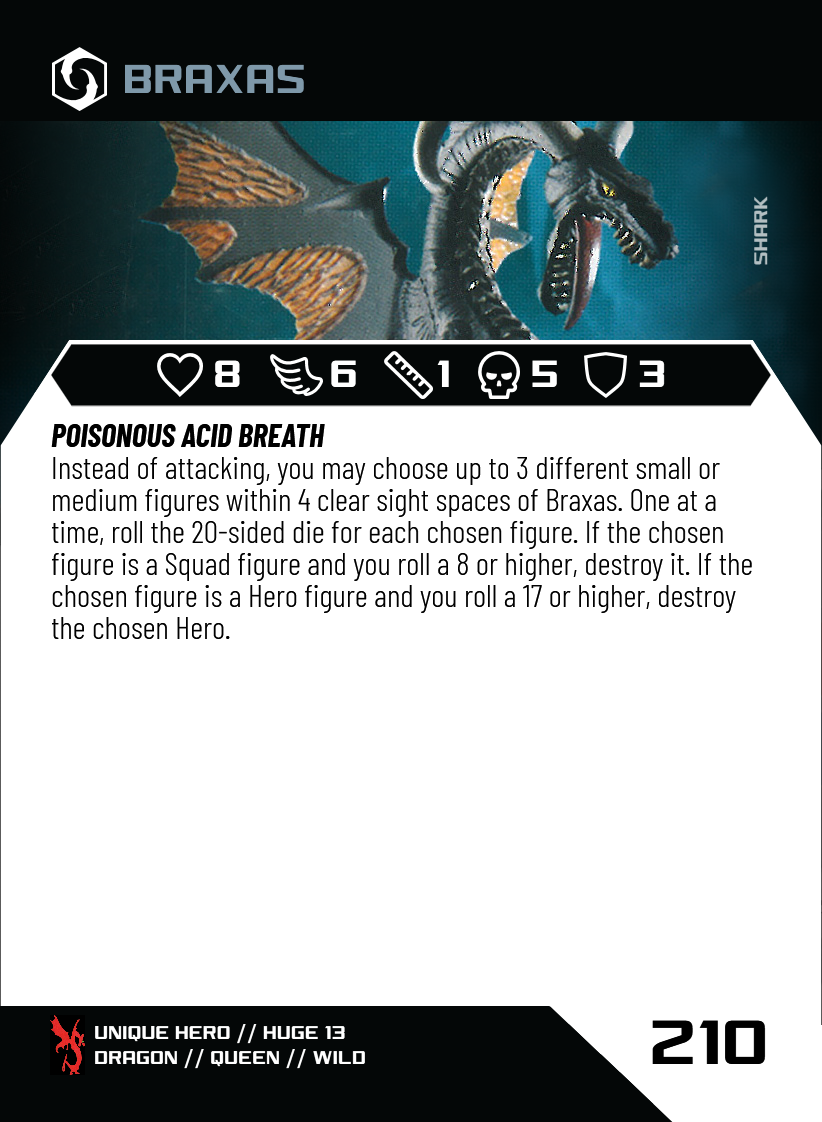 BRAXAS
SHARK
8 6 1 5 3
POISONOUS ACID BREATH
Instead of attacking, you may choose up to 3 different small or
medium figures within 4 clear sight spaces of Braxas. One at a
time, roll the 20-sided die for each chosen figure. If the chosen
figure is a Squad figure and you roll a 8 or higher, destroy it. If the
chosen figure is a Hero figure and you roll a 17 or higher, destroy
the chosen Hero.
UNIQUE HERO // HUGE 13
DRAGON // QUEEN // WILD
210